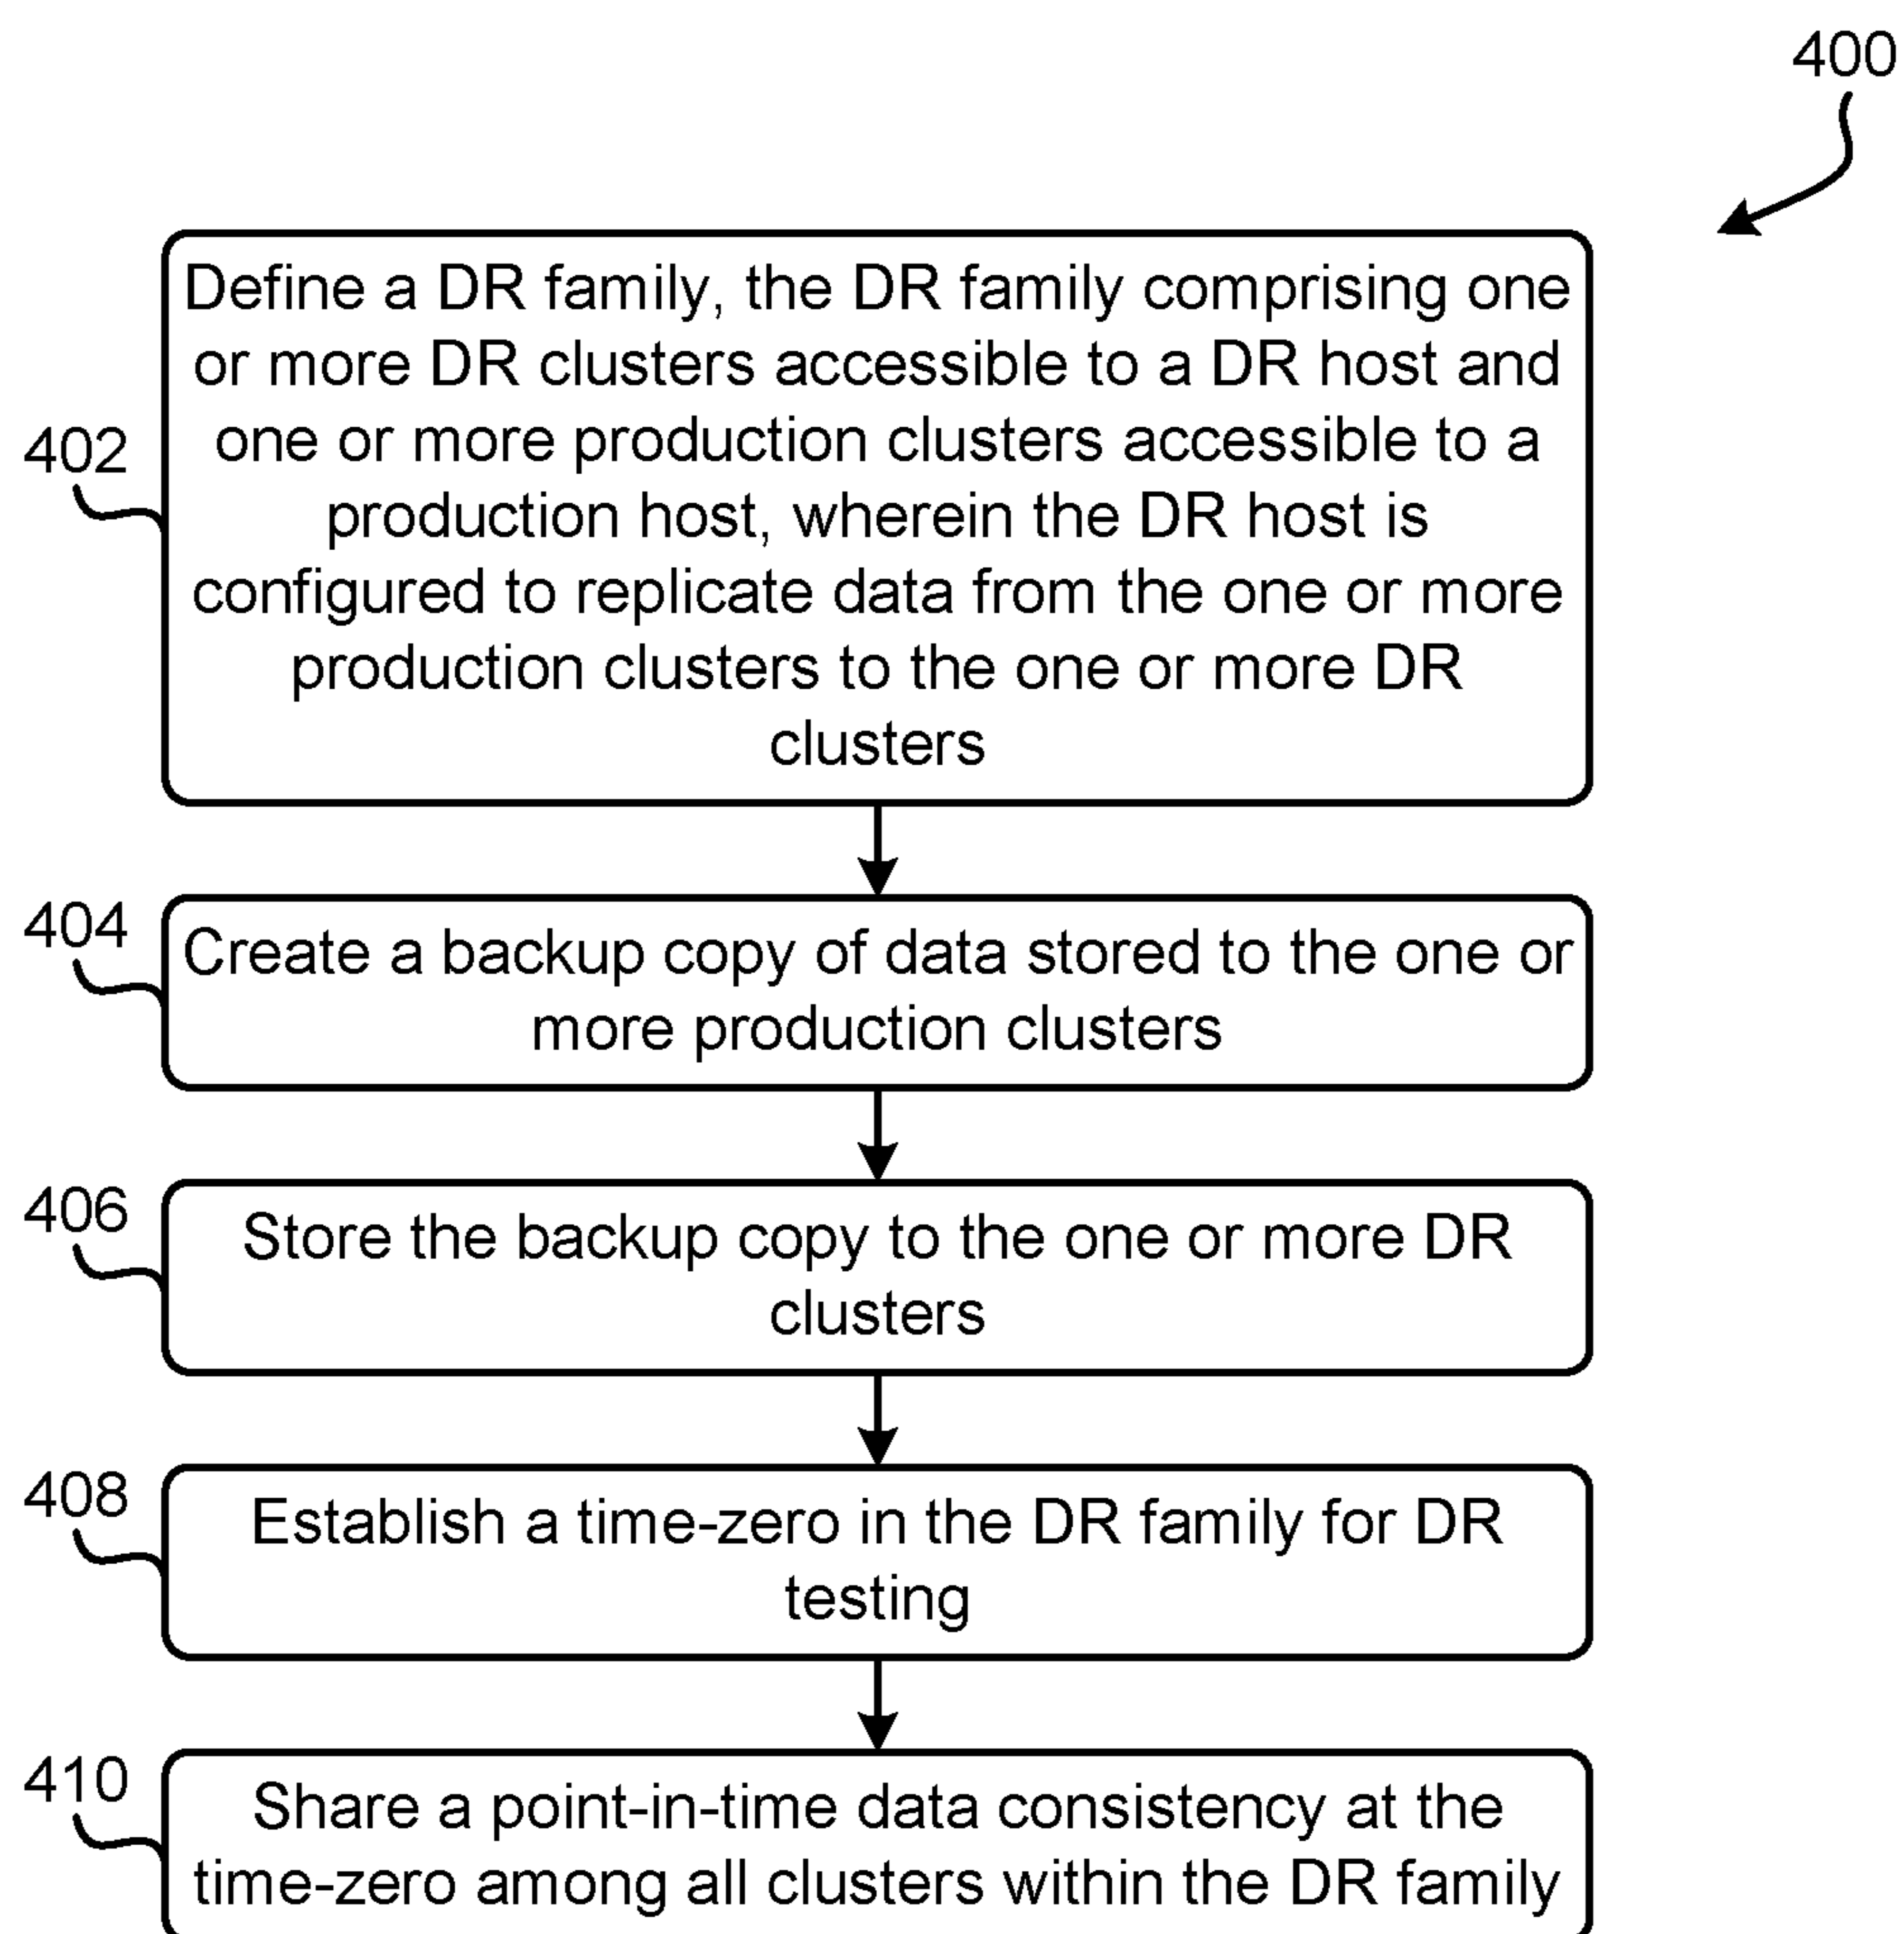 400
Define a DR family, the DR family comprising one
or more DR clusters accessible to a DR host and
one or more production clusters accessible to a
402
production host, wherein the DR host is
configured to replicate data from the one or more
production clusters to the one or more DR
clusters
404
Create a backup copy of data stored to the one or
more production clusters
406
Store the backup copy to the one or more DR
clusters
408
Establish a time-zero in the DR family for DR
testing
410
Share a point-in-time data consistency at the
time-zero among all clusters within the DR family